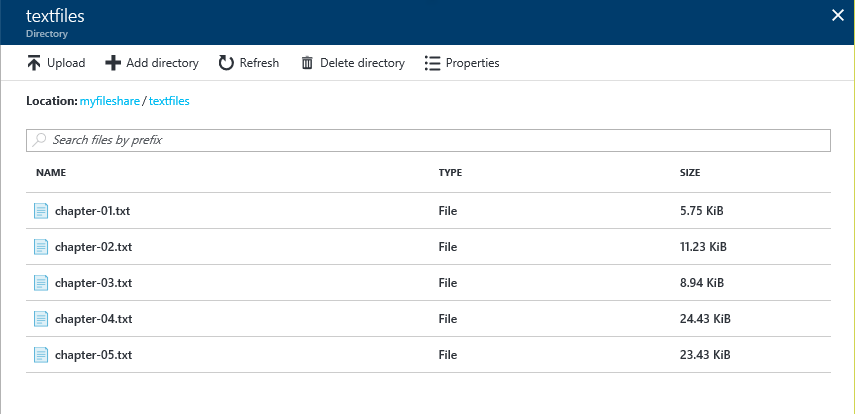 textfiles
Directory
Upload Add directory Refresh Delete directory Properties
Location: myfileshare / textfiles
Search files by prefix
NAME TYPE SIZE
chapter-01.txt File 5.75 KiB
chapter-02.txt File 11.23 KiB
chapter-03.txt File 8.94 KiB
chapter-04.txt File 24.43 KiB
chapter-05.txt File 23.43 KiB